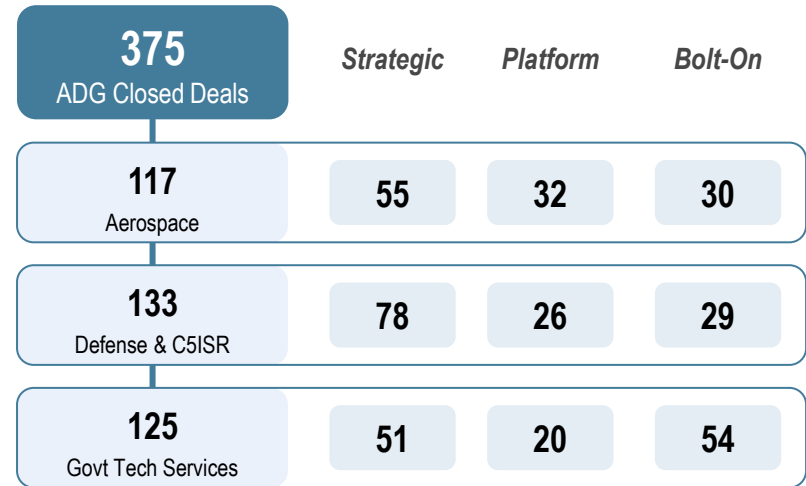 375
ADG Closed Deals
Strategic Platform Bolt-On
117
Aerospace
55 32 30
133
Defense & C5ISR
78 26 29
125
Govt Tech Services
51 20 54